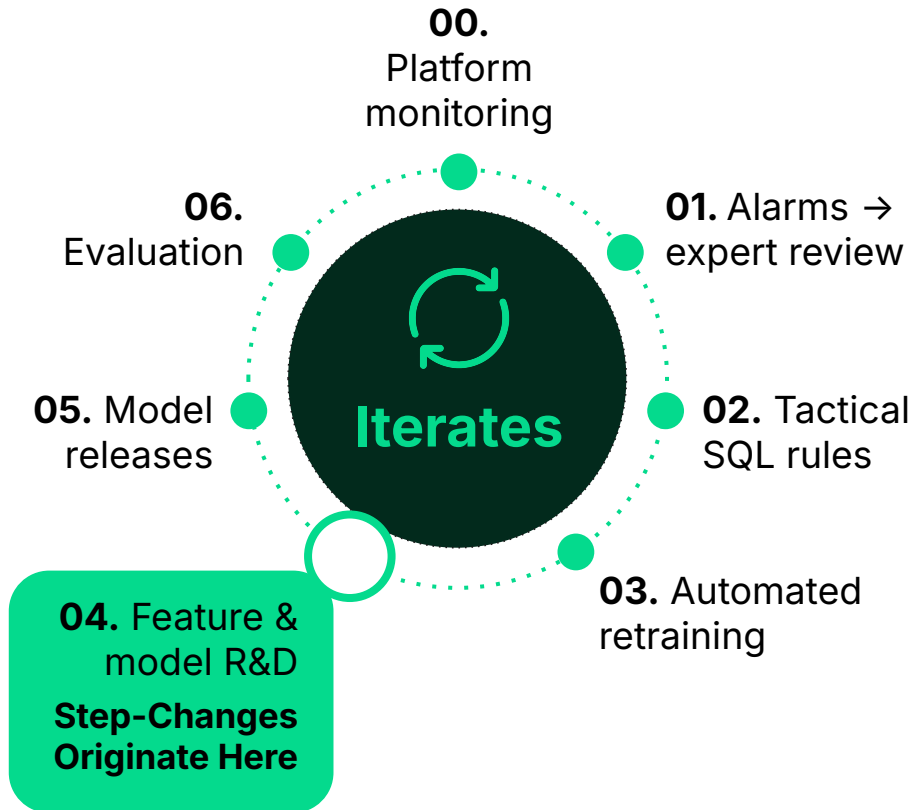 00.
Platform
monitoring
01. Alarms →
expert review
02. Tactical
SQL rules
03. Automated
retraining
04. Feature &
model R&D
Step-Changes
Originate Here
05. Model
releases
06.
Evaluation
Iterates